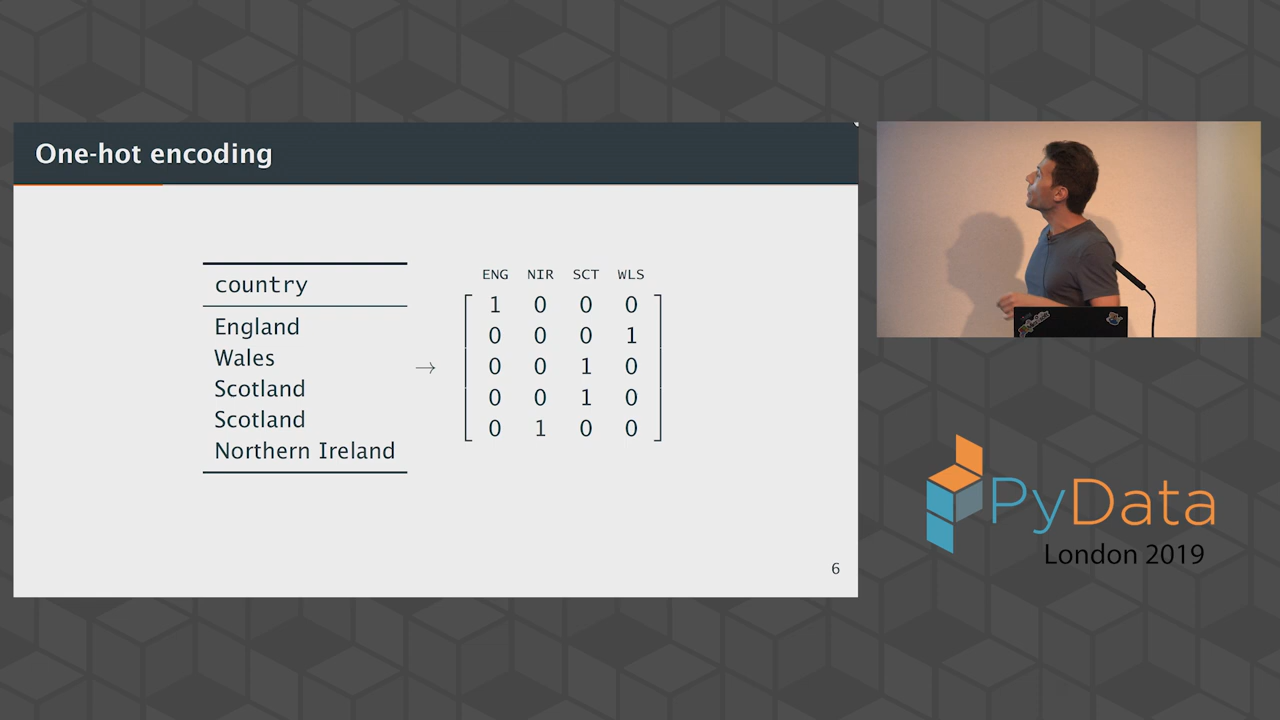 One-hot encoding
country
England
Wales
Scotland
Scotland
Northern Ireland
→
ENG NIR SCT WLS
1 0 0 0
0 0 0 1
0 0 1 0
0 0 1 0
0 1 0 0
6
PyData
London 2019